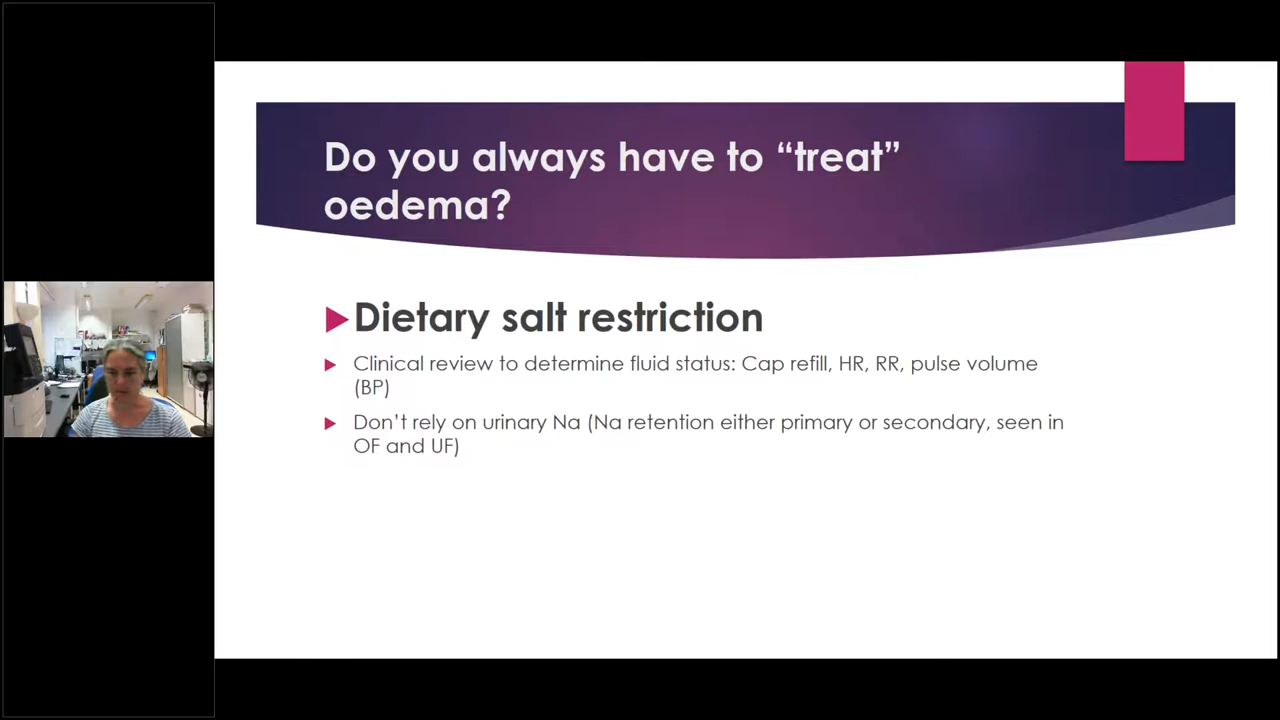 Do you always have to “treat”
oedema?
Dietary salt restriction
Clinical review to determine fluid status: Cap refill, HR, RR, pulse volume
(BP)
Don’t rely on urinary Na (Na retention either primary or secondary, seen in
OF and UF)